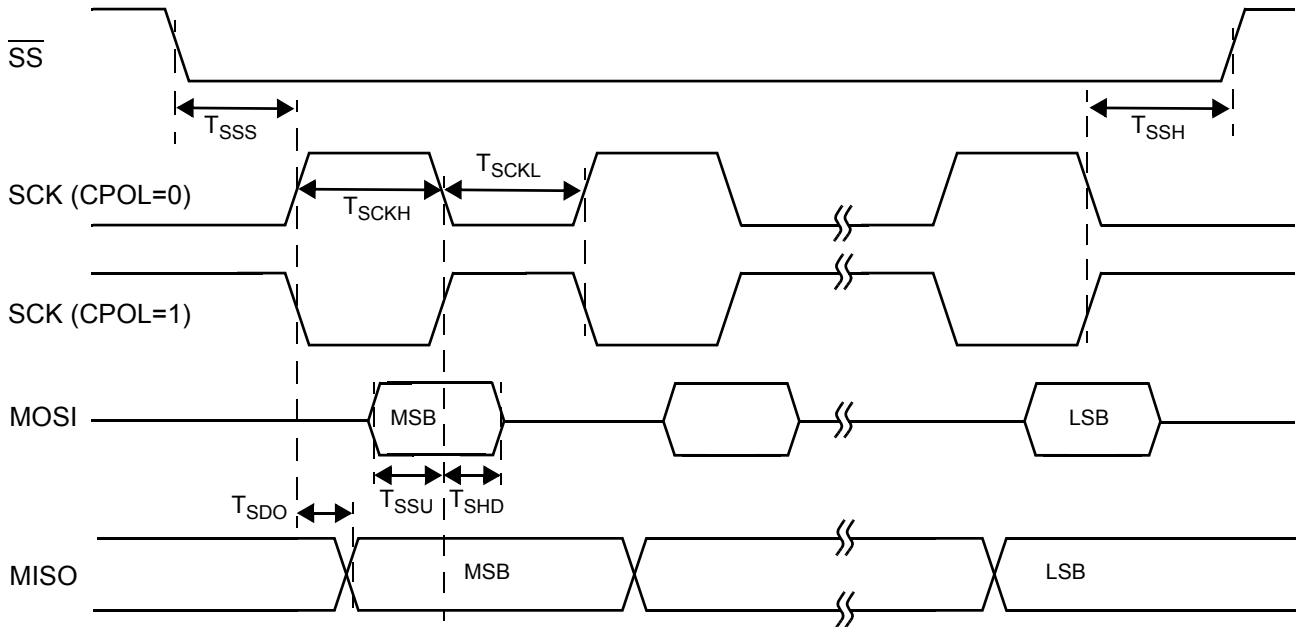 SS
TSSS
TSSH
SCK (CPOL=0)
TSCKH
TSCKL
SCK (CPOL=1)
MOSI
MSB
LSB
TSSU
TSHD
TSDO
MISO
MSB
LSB